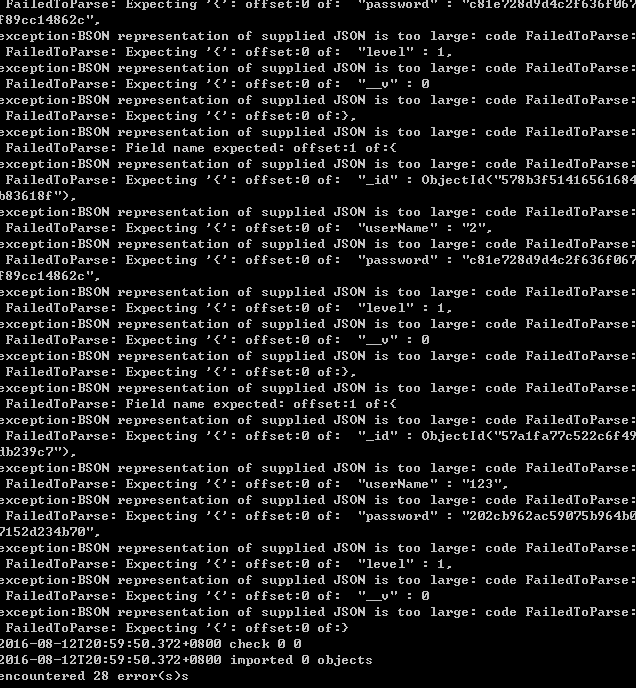 FailedToParse: Expecting '{': offset:0 of:  "password" : "c81e728d9d4c2f636f067
f89cc14862c",
exception:BSON representation of supplied JSON is too large: code FailedToParse:
 FailedToParse: Expecting '{': offset:0 of:  "level" : 1,
exception:BSON representation of supplied JSON is too large: code FailedToParse:
 FailedToParse: Expecting '{': offset:0 of:  "__v" : 0
exception:BSON representation of supplied JSON is too large: code FailedToParse:
 FailedToParse: Expecting '{': offset:0 of:},
exception:BSON representation of supplied JSON is too large: code FailedToParse:
 FailedToParse: Field name expected: offset:1 of:{
exception:BSON representation of supplied JSON is too large: code FailedToParse:
 FailedToParse: Expecting '{': offset:0 of:  "_id" : ObjectId("578b3f51416561684
b83618f"),
exception:BSON representation of supplied JSON is too large: code FailedToParse:
 FailedToParse: Expecting '{': offset:0 of:  "userName" : "2",
exception:BSON representation of supplied JSON is too large: code FailedToParse:
 FailedToParse: Expecting '{': offset:0 of:  "password" : "c81e728d9d4c2f636f067
f89cc14862c",
exception:BSON representation of supplied JSON is too large: code FailedToParse:
 FailedToParse: Expecting '{': offset:0 of:  "level" : 1,
exception:BSON representation of supplied JSON is too large: code FailedToParse:
 FailedToParse: Expecting '{': offset:0 of:  "__v" : 0
exception:BSON representation of supplied JSON is too large: code FailedToParse:
 FailedToParse: Expecting '{': offset:0 of:},
exception:BSON representation of supplied JSON is too large: code FailedToParse:
 FailedToParse: Field name expected: offset:1 of:{
exception:BSON representation of supplied JSON is too large: code FailedToParse:
 FailedToParse: Expecting '{': offset:0 of:  "_id" : ObjectId("57a1fa77c522c6f49
db239c7"),
exception:BSON representation of supplied JSON is too large: code FailedToParse:
 FailedToParse: Expecting '{': offset:0 of:  "userName" : "123",
exception:BSON representation of supplied JSON is too large: code FailedToParse:
 FailedToParse: Expecting '{': offset:0 of:  "password" : "202cb962ac59075b964b0
7152d234b70",
exception:BSON representation of supplied JSON is too large: code FailedToParse:
 FailedToParse: Expecting '{': offset:0 of:  "level" : 1,
exception:BSON representation of supplied JSON is too large: code FailedToParse:
 FailedToParse: Expecting '{': offset:0 of:  "__v" : 0
exception:BSON representation of supplied JSON is too large: code FailedToParse:
 FailedToParse: Expecting '{': offset:0 of:}
2016-08-12T20:59:50.372+0800 check 0 0
2016-08-12T20:59:50.372+0800 imported 0 objects
encountered 28 error(s)s